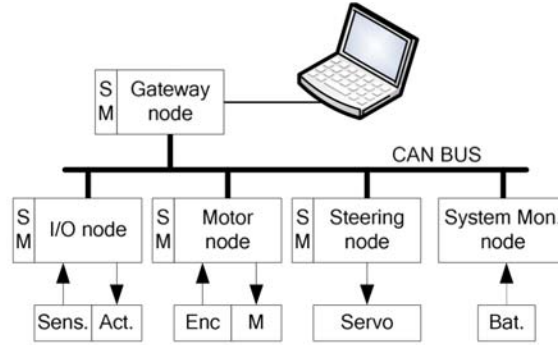 S
M
Gateway
node
CAN BUS
S
M
I/O node
S
M
Motor
node
S
M
Steering
node
System Mon.
node
Sens.
Act.
Enc
M
Servo
Bat.